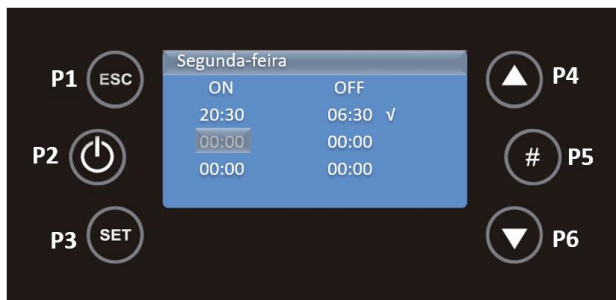 P1 ESC
P2
P3 SET
Segunda-feira
ON OFF
20:30 06:30 √
00:00 00:00
00:00 00:00
P4
# P5
P6